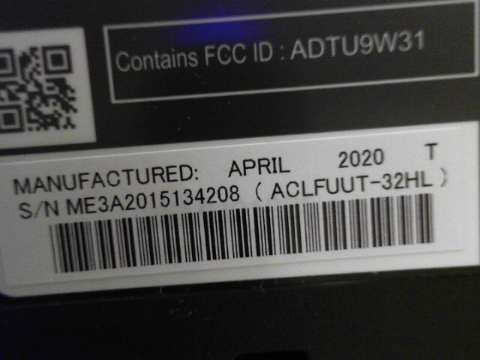 Contains FCC ID : ADTU9W31
MANUFACTURED: APRIL 2020 T
S/N ME3A2015134208 ( ACLFUUT-32HL )